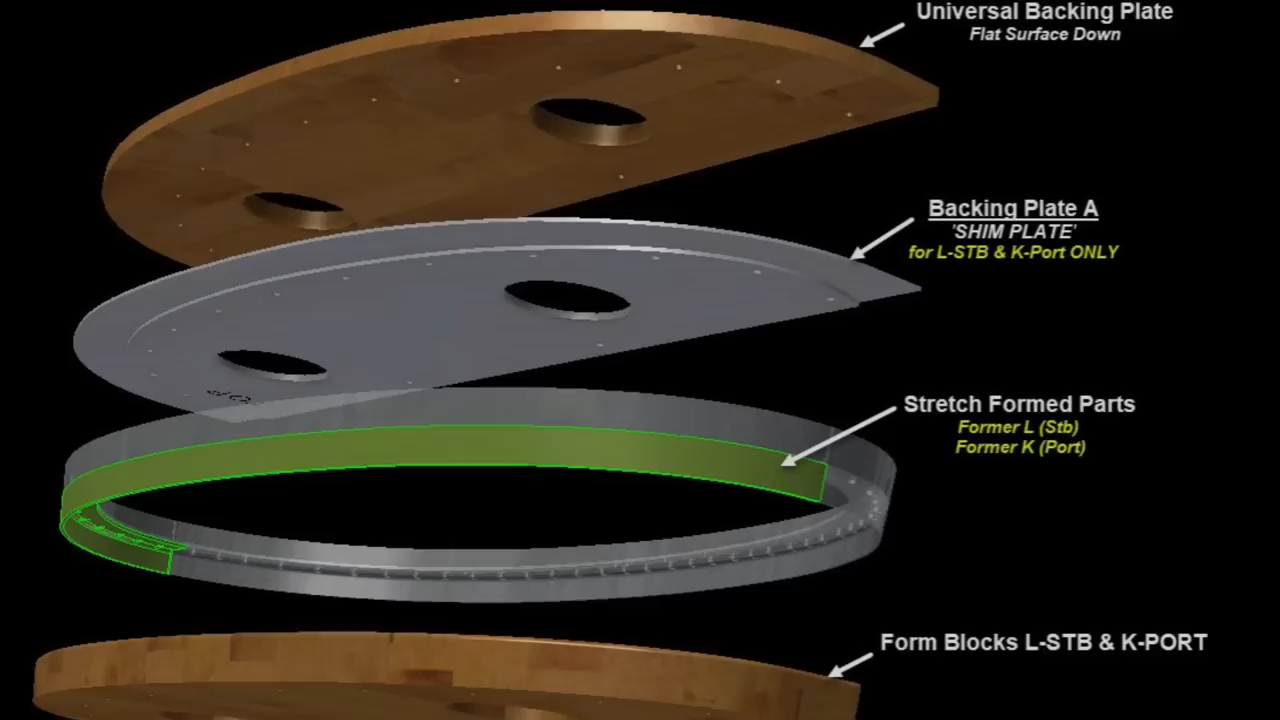 Universal Backing Plate
Flat Surface Down
Backing Plate A
'SHIM PLATE'
for L-STB & K-Port ONLY
Stretch Formed Parts
Former L (Stb)
Former K (Port)
Form Blocks L-STB & K-PORT